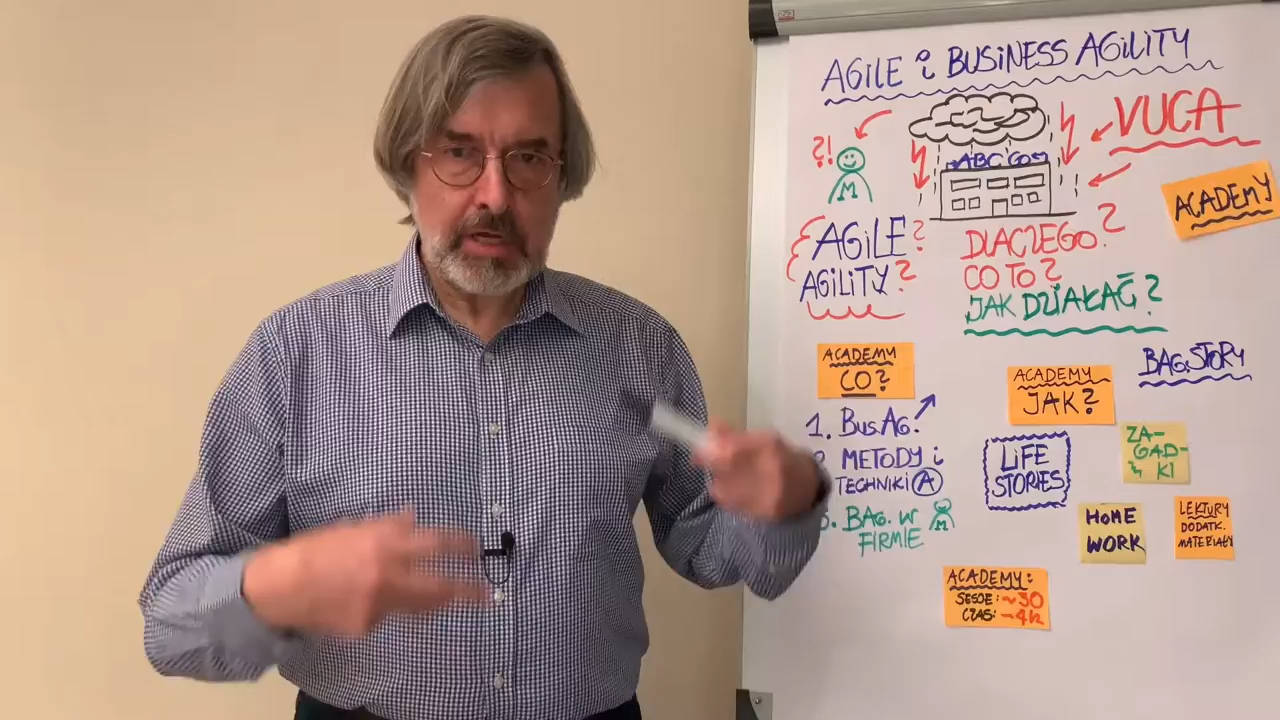 AGiLE i BUSiNESS AGiLiTY
VUCA
?!
ABC.COM
M
ACADEMY
AGiLE?
AGiLiTY?
DLACZEGO?
CO TO?
JAK DZiAŁAĆ?
ACADEMY
CO?
1. Bus.AG.
METODY i
TECHNiKi A
BAG. W
FiRMiE
M
ACADEMY
JAK?
BAG.STORY
LiFE
STORiES
ZA-
GAD-
KI
HOME
WORK
LEKTURY
DODATK.
MATERiAŁY
ACADEMY:
SESJE: ~30
CZAS: ~4h